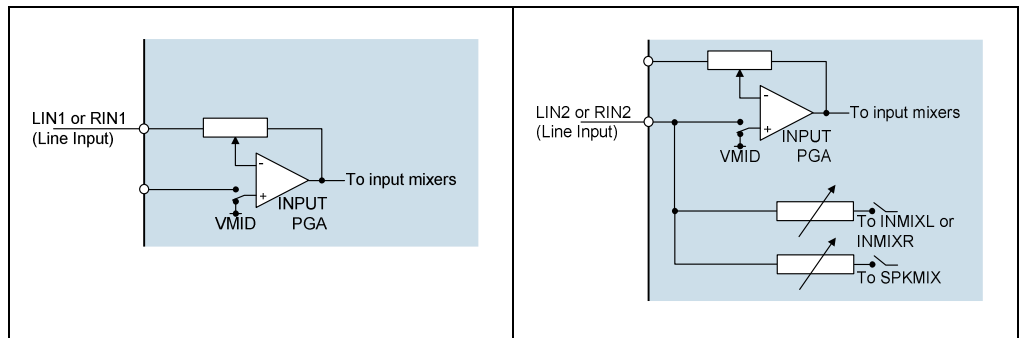 LIN1 or RIN1
(Line Input)
-
+
To input mixers
INPUT
PGA
VMID
LIN2 or RIN2
(Line Input)
-
+
To input mixers
INPUT
PGA
VMID
To INMIXL or
INMIXR
To SPKMIX